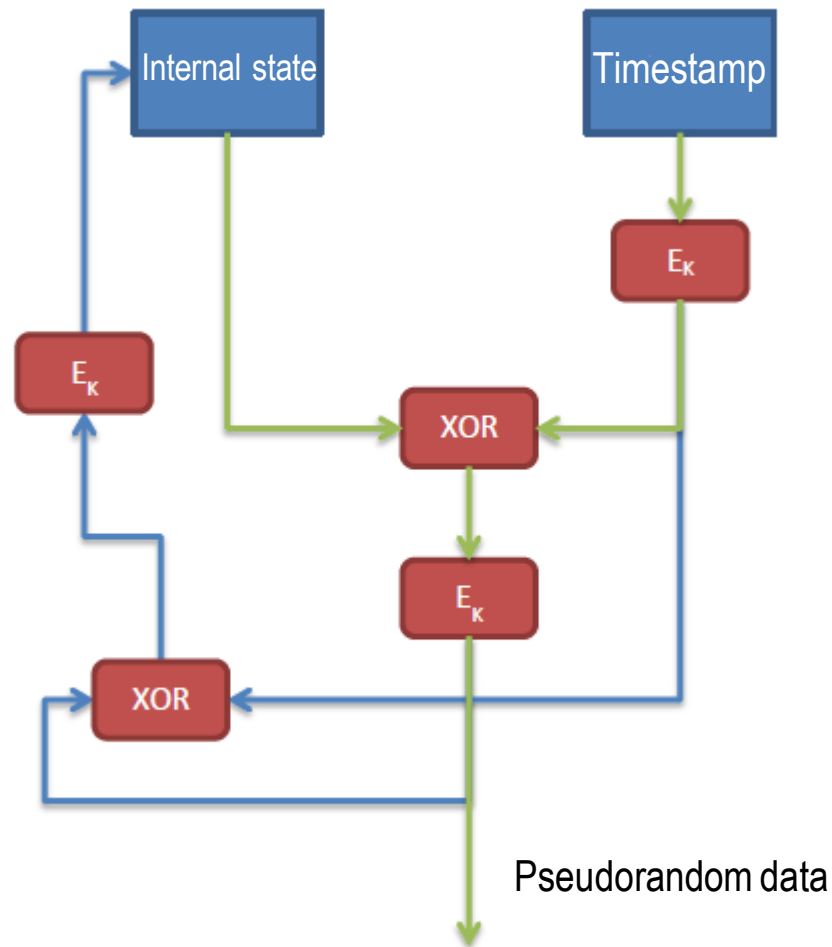 Internal state
Timestamp
EK
EK
XOR
EK
XOR
Pseudorandom data